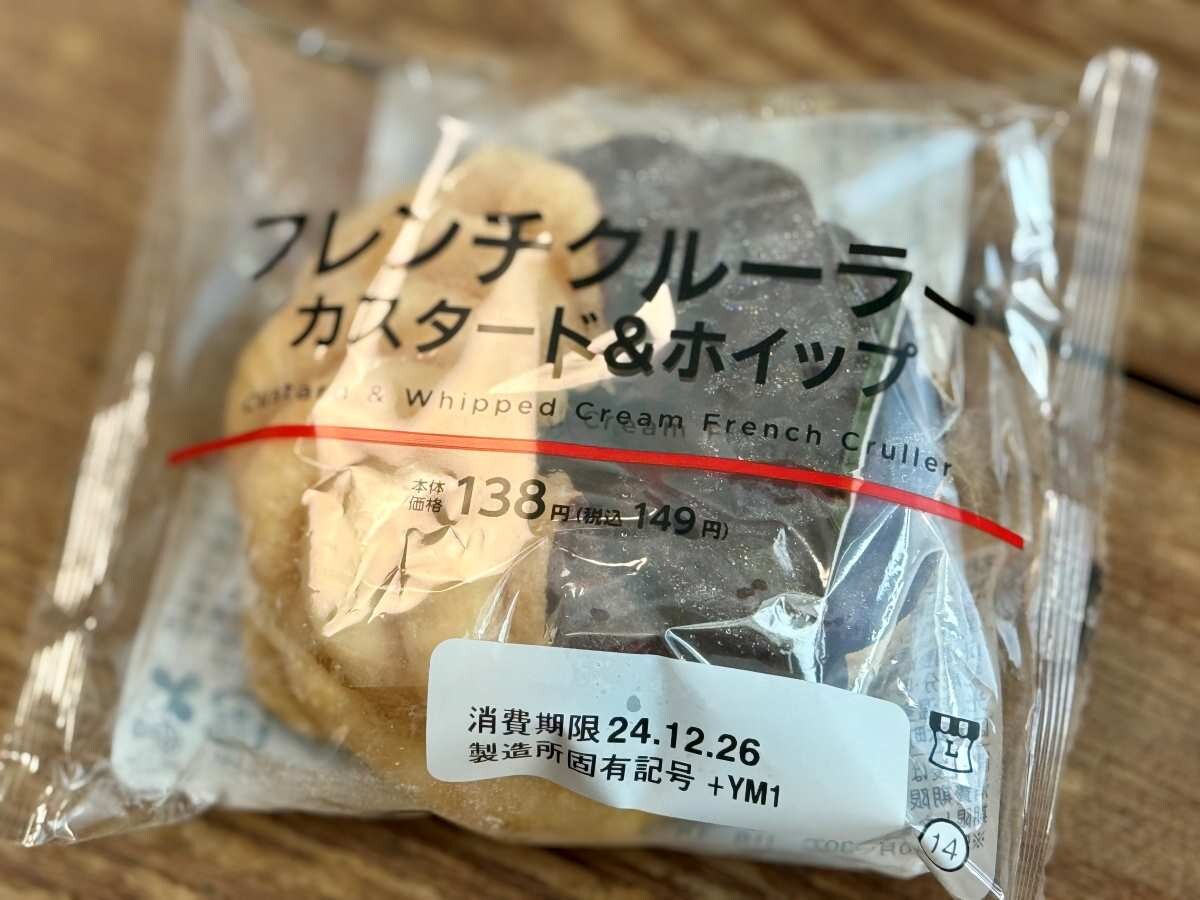 フレンチクルーラー
カスタード&ホイップ
Custard & Whipped Cream French Cruller
本体価格 138円(税込 149円)
消費期限 24.12.26
製造所固有記号 +YM1
L
14